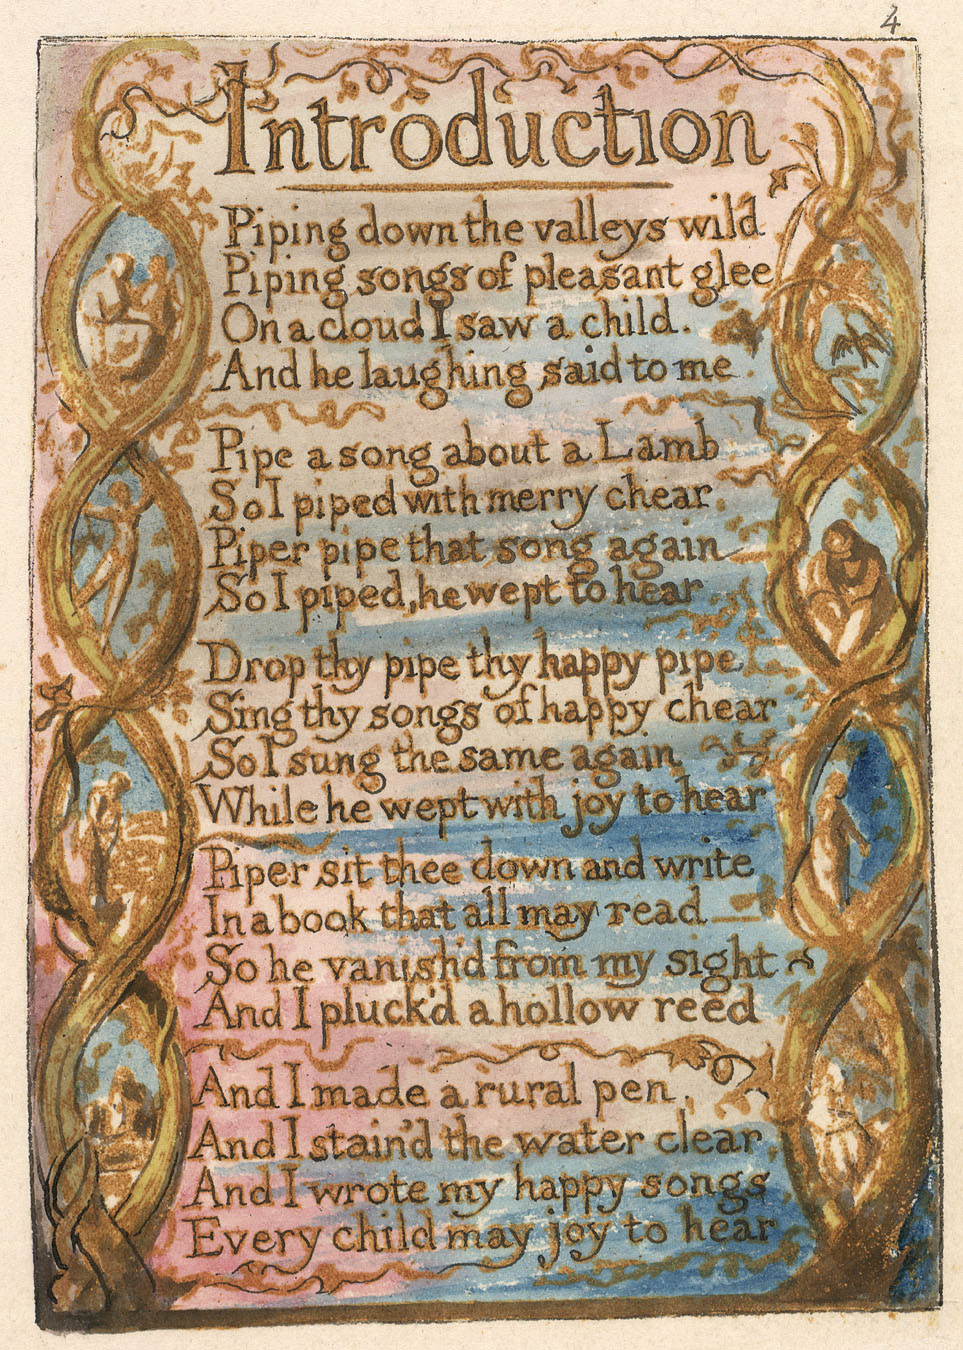 4
Introduction
Piping down the valleys wild
Piping songs of pleasant glee
On a cloud I saw a child.
And he laughing said to me.
Pipe a song about a Lamb
So I piped with merry chear.
Piper pipe that song again
So I piped, he wept to hear
Drop thy pipe thy happy pipe
Sing thy songs of happy chear
So I sung the same again
While he wept with joy to hear
Piper sit thee down and write
In a book that all may read
So he vanish'd from my sight
And I pluck'd a hollow reed
And I made a rural pen,
And I stain'd the water clear
And I wrote my happy songs
Every child may joy to hear